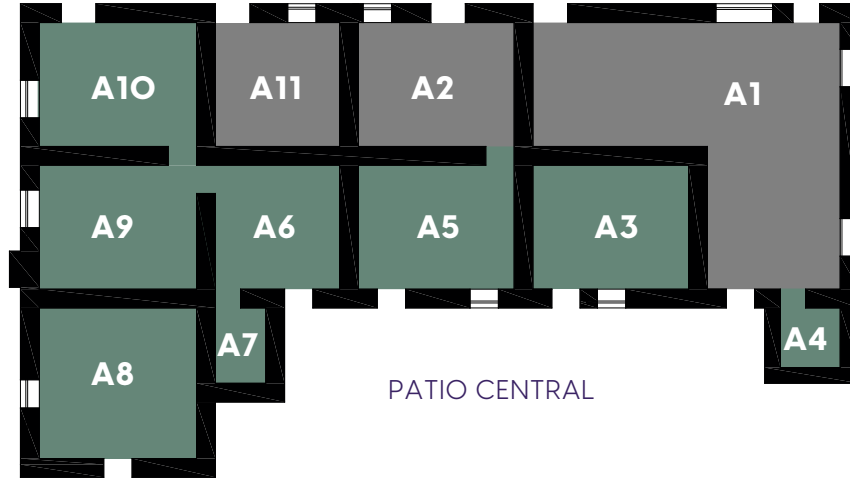 A10 A11 A2 A1
A9 A6 A5 A3
A7 A4
A8
PATIO CENTRAL